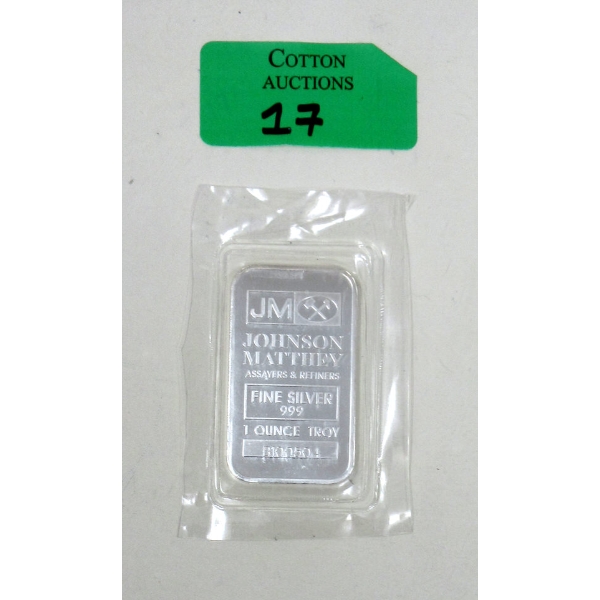 COTTON
AUCTIONS
17
JM
JOHNSON
MATTHEY
ASSAYERS & REFINERS
FINE SILVER
999
1 OUNCE TROY